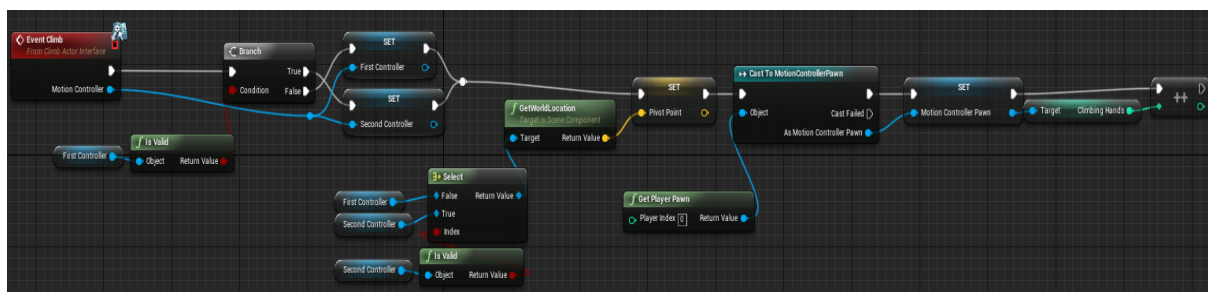 Event Climb
From Climb Actor Interface
Motion Controller
Branch
True
Condition
False
SET
First Controller
SET
Second Controller
First Controller
Is Valid
Object
Return Value
GetWorldLocation
Target is Scene Component
Target
Return Value
First Controller
Second Controller
Select
False
Return Value
True
Index
Second Controller
Is Valid
Object
Return Value
SET
Pivot Point
Get Player Pawn
Player Index 0
Return Value
Cast To MotionControllerPawn
Object
Cast Failed
As Motion Controller Pawn
SET
Motion Controller Pawn
Target
Climbing Hands
++